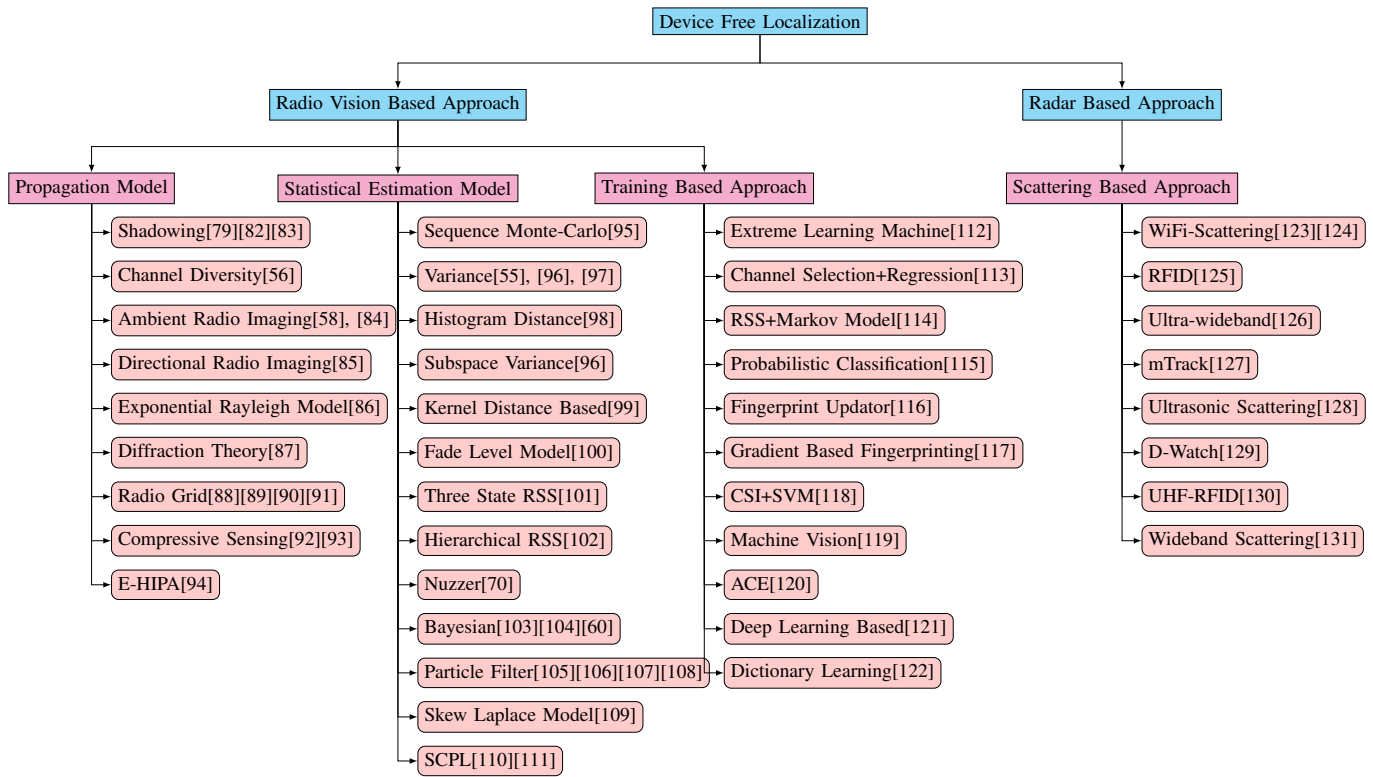 Device Free Localization
Radio Vision Based Approach
Radar Based Approach
Propagation Model
Statistical Estimation Model
Training Based Approach
Scattering Based Approach
Shadowing[79][82][83]
Channel Diversity[56]
Ambient Radio Imaging[58], [84]
Directional Radio Imaging[85]
Exponential Rayleigh Model[86]
Diffraction Theory[87]
Radio Grid[88][89][90][91]
Compressive Sensing[92][93]
E-HIPA[94]
Sequence Monte-Carlo[95]
Variance[55], [96], [97]
Histogram Distance[98]
Subspace Variance[96]
Kernel Distance Based[99]
Fade Level Model[100]
Three State RSS[101]
Hierarchical RSS[102]
Nuzzer[70]
Bayesian[103][104][60]
Particle Filter[105][106][107][108]
Skew Laplace Model[109]
SCPL[110][111]
Extreme Learning Machine[112]
Channel Selection+Regression[113]
RSS+Markov Model[114]
Probabilistic Classification[115]
Fingerprint Updator[116]
Gradient Based Fingerprinting[117]
CSI+SVM[118]
Machine Vision[119]
ACE[120]
Deep Learning Based[121]
Dictionary Learning[122]
WiFi-Scattering[123][124]
RFID[125]
Ultra-wideband[126]
mTrack[127]
Ultrasonic Scattering[128]
D-Watch[129]
UHF-RFID[130]
Wideband Scattering[131]